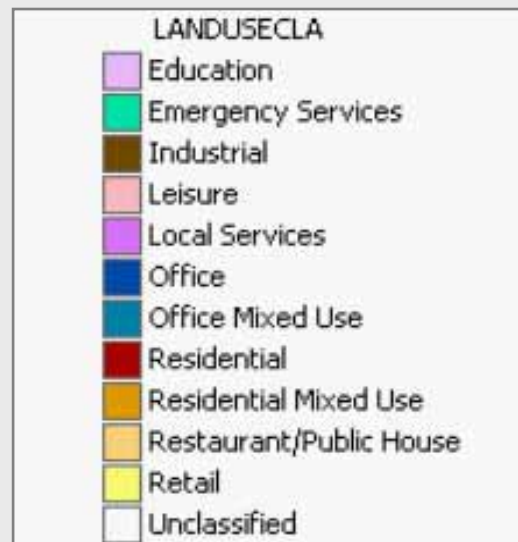 LANDUSECLA
Education
Emergency Services
Industrial
Leisure
Local Services
Office
Office Mixed Use
Residential
Residential Mixed Use
Restaurant/Public House
Retail
Unclassified